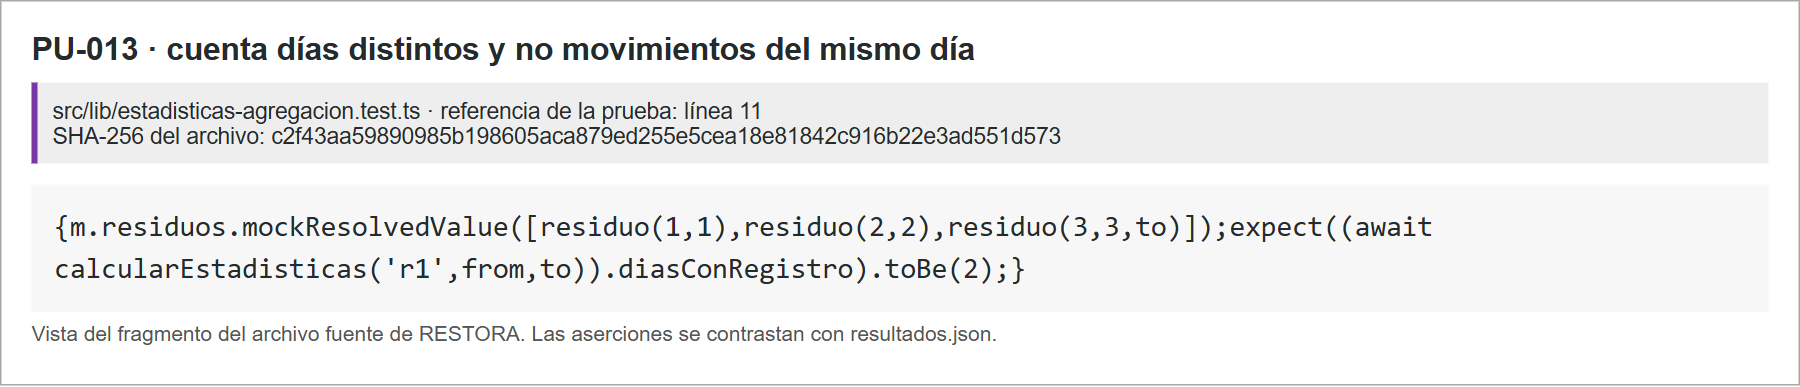 PU-013 · cuenta días distintos y no movimientos del mismo día
src/lib/estadisticas-agregacion.test.ts · referencia de la prueba: línea 11
SHA-256 del archivo: c2f43aa59890985b198605aca879ed255e5cea18e81842c916b22e3ad551d573
{m.residuos.mockResolvedValue([residuo(1,1),residuo(2,2),residuo(3,3,to)]);expect((await
calcularEstadisticas('r1',from,to)).diasConRegistro).toBe(2);}
Vista del fragmento del archivo fuente de RESTORA. Las aserciones se contrastan con resultados.json.